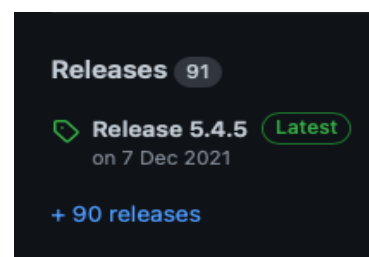 Releases 91
Release 5.4.5 Latest
on 7 Dec 2021
+ 90 releases